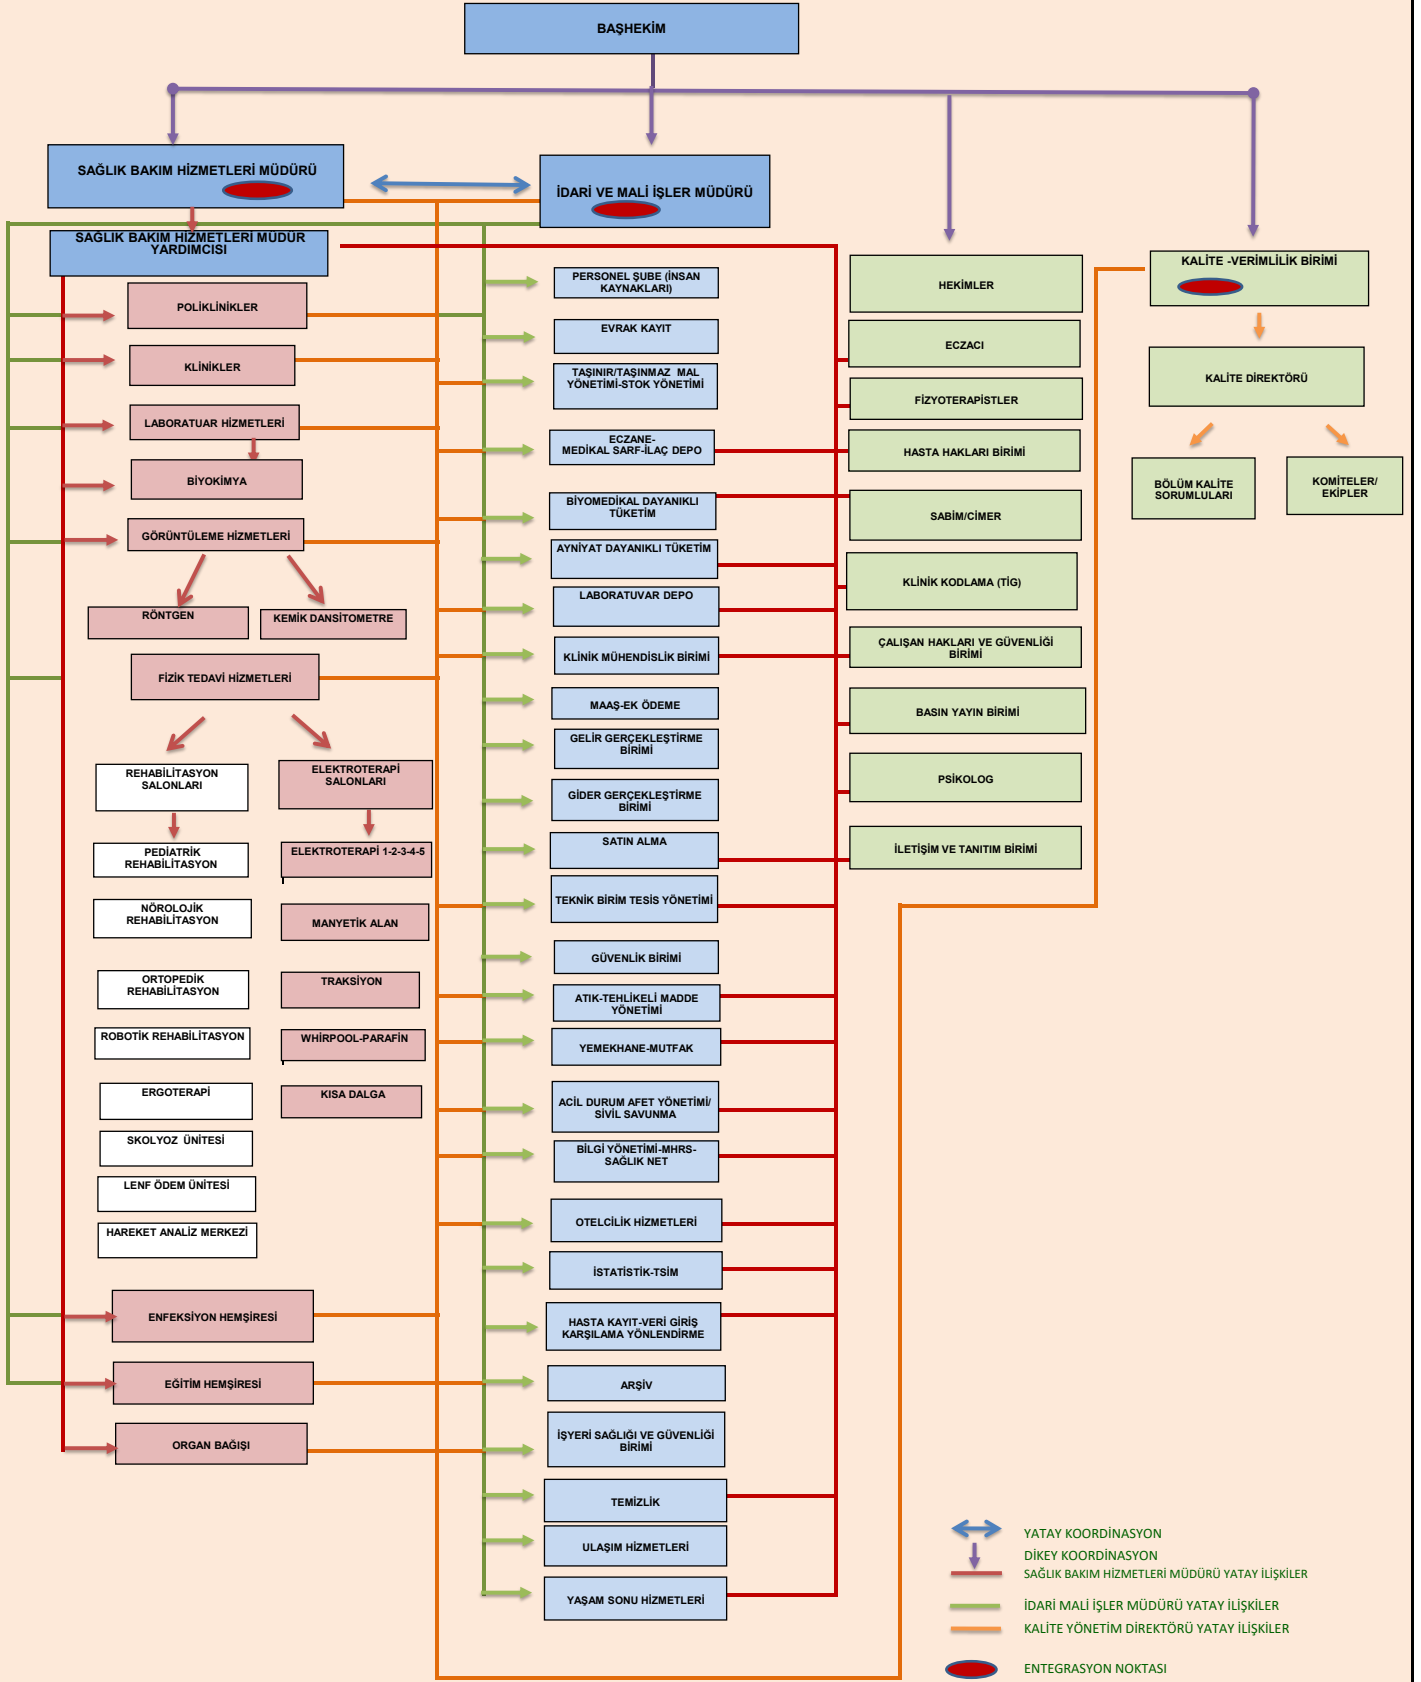 BAŞHEKİM
SAĞLIK BAKIM HİZMETLERİ MÜDÜRÜ
İDARİ VE MALİ İŞLER MÜDÜRÜ
SAĞLIK BAKIM HİZMETLERİ MÜDÜR
YARDIMCISI
POLİKLİNİKLER
KLİNİKLER
LABORATUAR HİZMETLERİ
BİYOKİMYA
GÖRÜNTÜLEME HİZMETLERİ
RÖNTGEN
KEMİK DANSİTOMETRE
FİZİK TEDAVİ HİZMETLERİ
REHABİLİTASYON
SALONLARI
ELEKTROTERAPİ
SALONLARI
PEDİATRİK
REHABİLİTASYON
ELEKTROTERAPİ 1-2-3-4-5
NÖROLOJİK
REHABİLİTASYON
MANYETİK ALAN
ORTOPEDİK
REHABİLİTASYON
TRAKSİYON
ROBOTİK REHABİLİTASYON
WHİRPOOL-PARAFİN
ERGOTERAPİ
KISA DALGA
SKOLYOZ  ÜNİTESİ
LENF ÖDEM ÜNİTESİ
HAREKET ANALİZ MERKEZİ
ENFEKSİYON HEMŞİRESİ
EĞİTİM HEMŞİRESİ
ORGAN BAĞIŞI
PERSONEL ŞUBE (İNSAN
KAYNAKLARI)
EVRAK KAYIT
TAŞINIR/TAŞINMAZ  MAL
YÖNETİMİ-STOK YÖNETİMİ
ECZANE-
MEDİKAL SARF-İLAÇ DEPO
BİYOMEDİKAL DAYANIKLI
TÜKETİM
AYNİYAT DAYANIKLI TÜKETİM
LABORATUVAR DEPO
KLİNİK MÜHENDİSLİK BİRİMİ
MAAŞ-EK ÖDEME
GELİR GERÇEKLEŞTİRME
BİRİMİ
GİDER GERÇEKLEŞTİRME
BİRİMİ
SATIN ALMA
TEKNİK BİRİM TESİS YÖNETİMİ
GÜVENLİK BİRİMİ
ATIK-TEHLİKELİ MADDE
YÖNETİMİ
YEMEKHANE-MUTFAK
ACİL DURUM AFET YÖNETİMİ/
SİVİL SAVUNMA
BİLGİ YÖNETİMİ-MHRS-
SAĞLIK NET
OTELCİLİK HİZMETLERİ
İSTATİSTİK-TSİM
HASTA KAYIT-VERİ GİRİŞ
KARŞILAMA YÖNLENDİRME
ARŞİV
İŞYERİ SAĞLIĞI VE GÜVENLİĞİ
BİRİMİ
TEMİZLİK
ULAŞIM HİZMETLERİ
YAŞAM SONU HİZMETLERİ
HEKİMLER
ECZACI
FİZYOTERAPİSTLER
HASTA HAKLARI BİRİMİ
SABİM/CİMER
KLİNİK KODLAMA (TİG)
ÇALIŞAN HAKLARI VE GÜVENLİĞİ
BİRİMİ
BASIN YAYIN BİRİMİ
PSİKOLOG
İLETİŞİM VE TANITIM BİRİMİ
KALİTE -VERİMLİLİK BİRİMİ
KALİTE DİREKTÖRÜ
BÖLÜM KALİTE
SORUMLULARI
KOMİTELER/
EKİPLER
YATAY KOORDİNASYON
DİKEY KOORDİNASYON
SAĞLIK BAKIM HİZMETLERİ MÜDÜRÜ YATAY İLİŞKİLER
İDARİ MALİ İŞLER MÜDÜRÜ YATAY İLİŞKİLER
KALİTE YÖNETİM DİREKTÖRÜ YATAY İLİŞKİLER
ENTEGRASYON NOKTASI